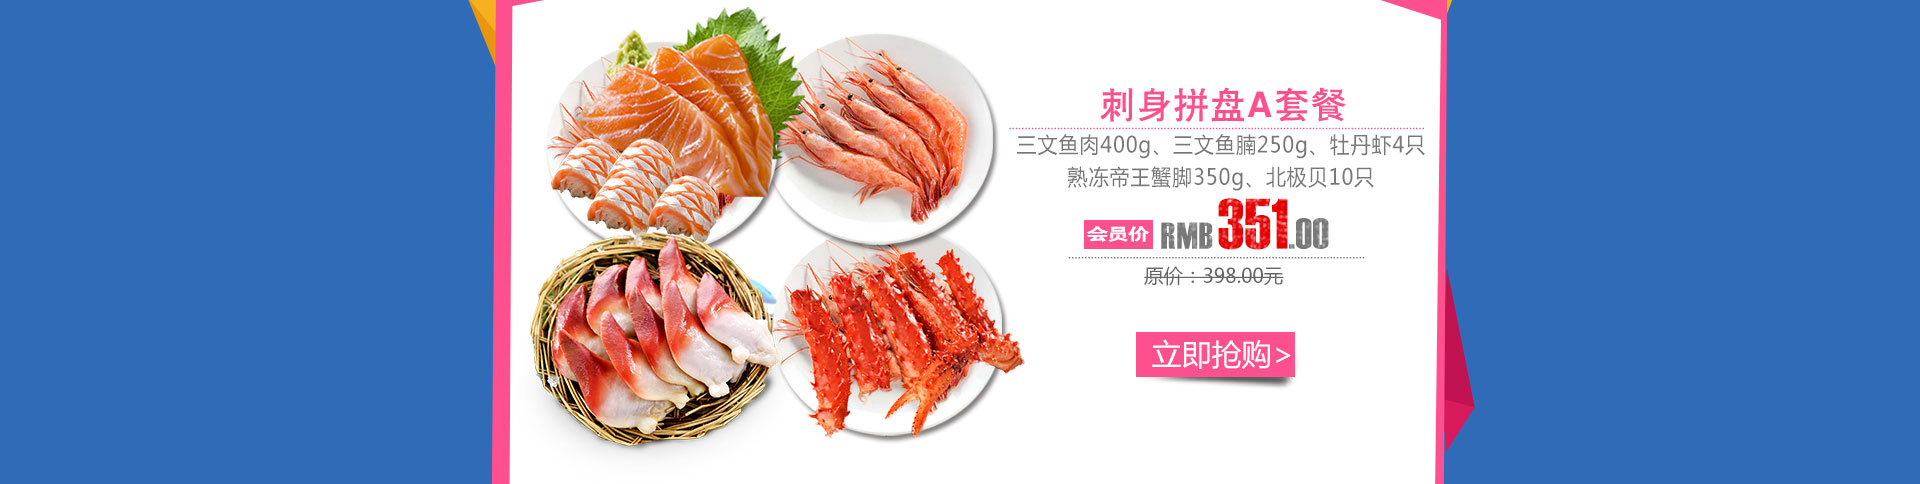 刺身拼盘A套餐
三文鱼肉400g、三文鱼腩250g、牡丹虾4只
熟冻帝王蟹脚350g、北极贝10只
会员价 RMB 351.00
原价：398.00元
立即抢购>